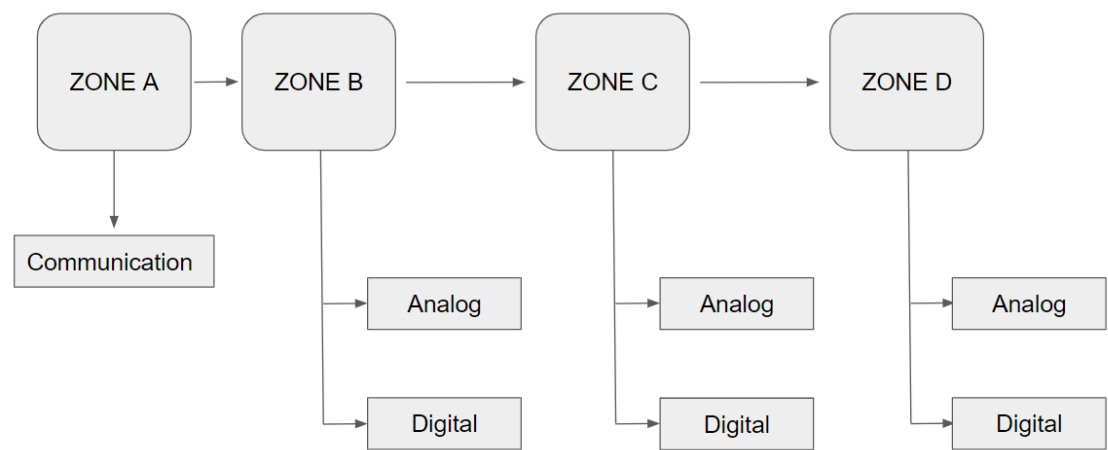 ZONE A
ZONE B
ZONE C
ZONE D
Communication
Analog
Analog
Analog
Digital
Digital
Digital